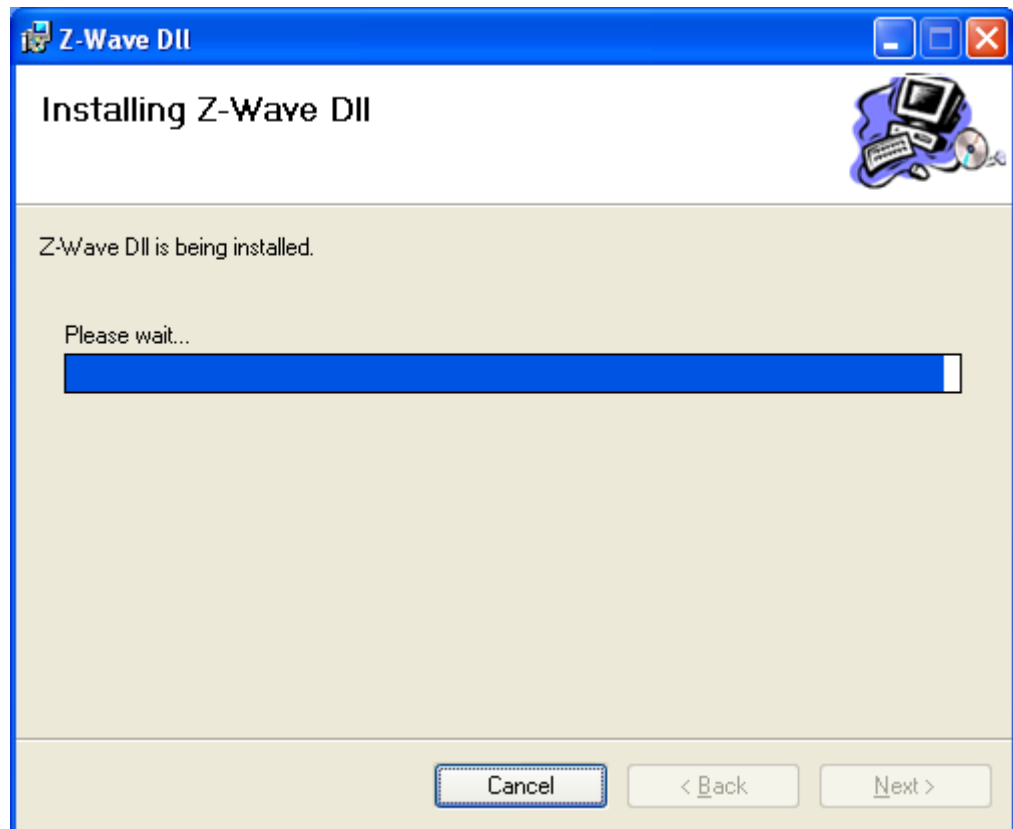 Z-Wave Dll
Installing Z-Wave Dll
Z-Wave Dll is being installed.
Please wait...
Cancel
< Back
Next >